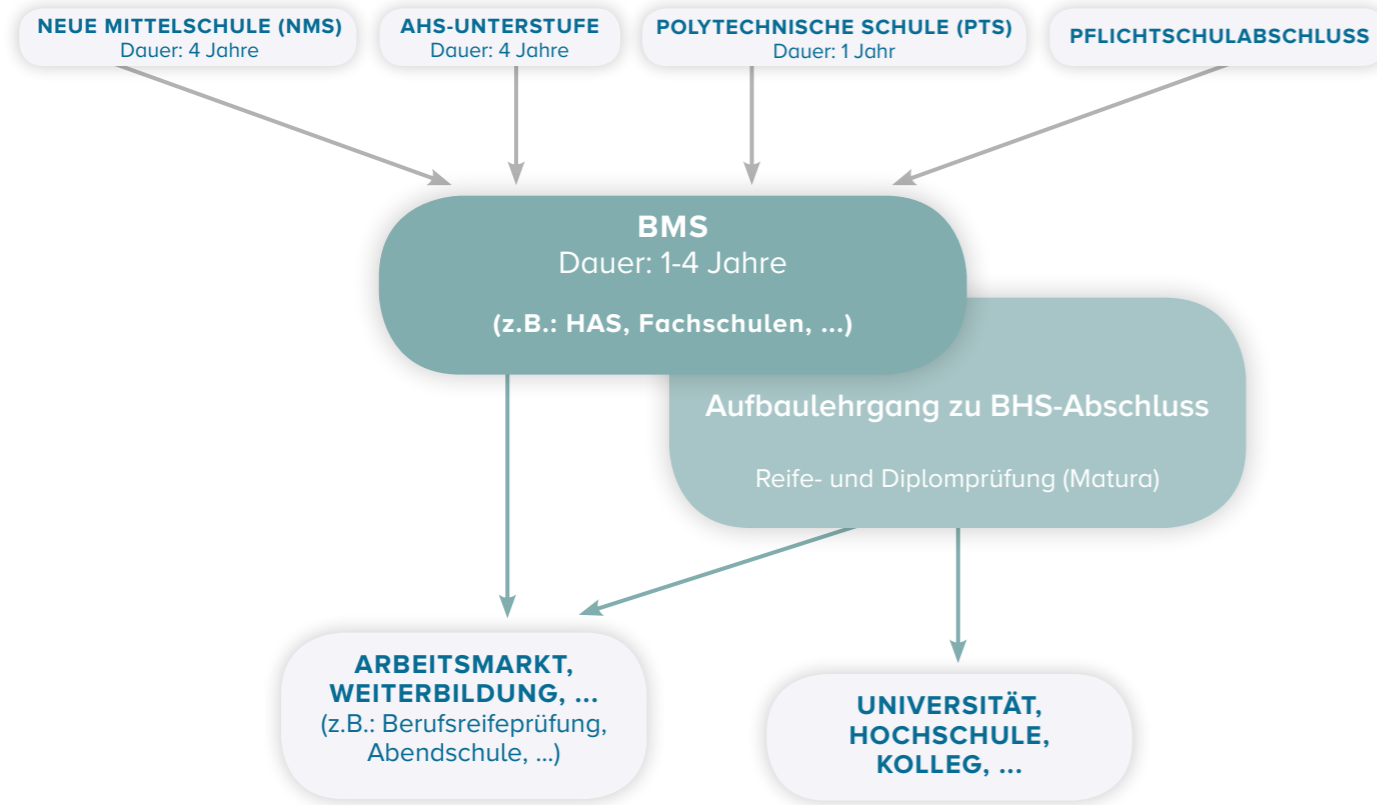 NEUE MITTELSCHULE (NMS)
Dauer: 4 Jahre
AHS-UNTERSTUFE
Dauer: 4 Jahre
POLYTECHNISCHE SCHULE (PTS)
Dauer: 1 Jahr
PFLICHTSCHULABSCHLUSS
BMS
Dauer: 1-4 Jahre
(z.B.: HAS, Fachschulen, ...)
Aufbaulehrgang zu BHS-Abschluss
Reife- und Diplomprüfung (Matura)
ARBEITSMARKT,
WEITERBILDUNG, ...
(z.B.: Berufsreifeprüfung,
Abendschule, ...)
UNIVERSITÄT,
HOCHSCHULE,
KOLLEG, ...